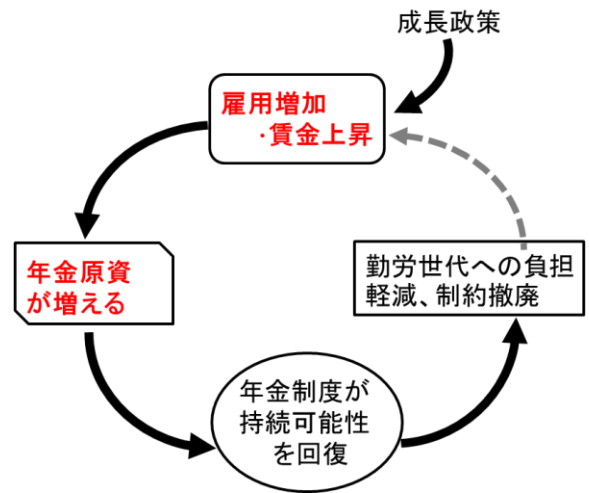 成長政策
雇用増加
・賃金上昇
年金原資
が増える
勤労世代への負担
軽減、制約撤廃
年金制度が
持続可能性
を回復